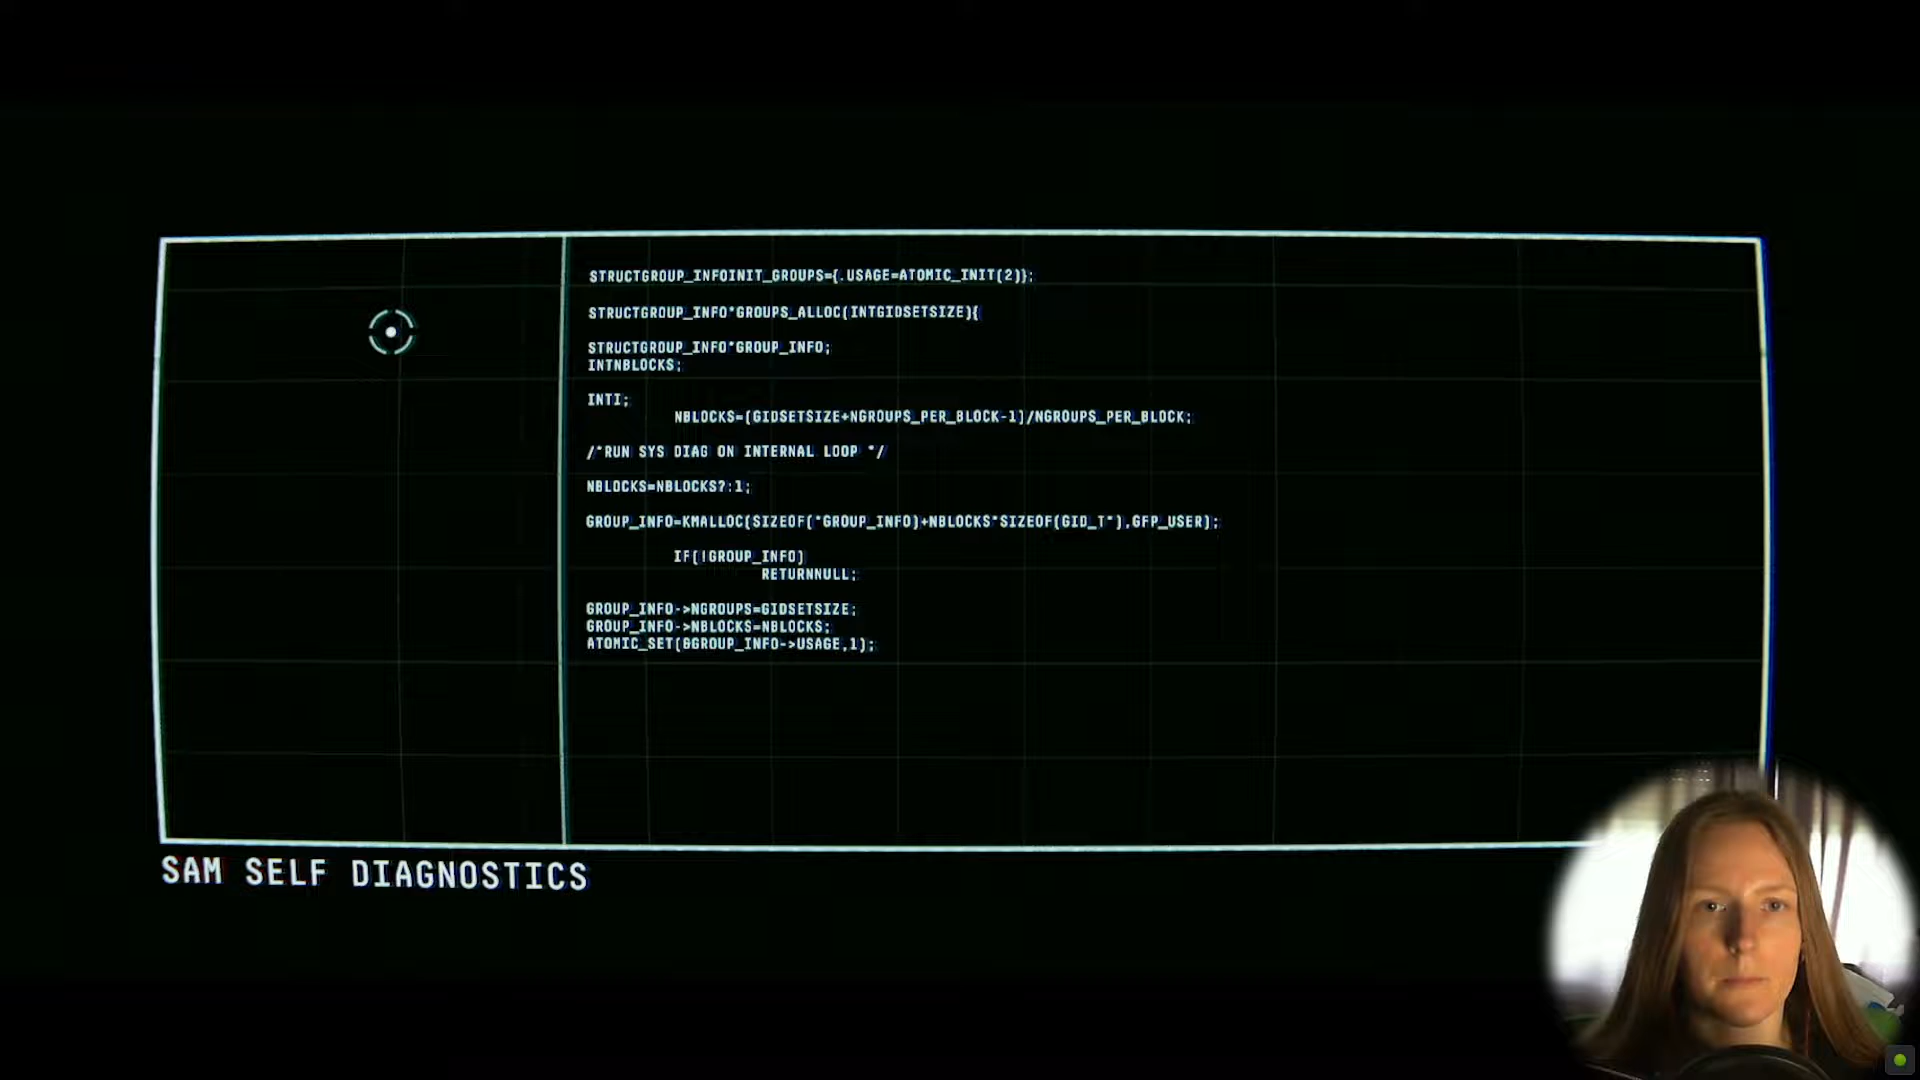 STRUCTGROUP_INFOINIT_GROUPS={.USAGE=ATOMIC_INIT(2)};
STRUCTGROUP_INFO*GROUPS_ALLOC(INTGIDSETSIZE){
STRUCTGROUP_INFO*GROUP_INFO;
INTNBLOCKS;
INTI;
NBLOCKS=(GIDSETSIZE+NGROUPS_PER_BLOCK-1)/NGROUPS_PER_BLOCK;
/*RUN SYS DIAG ON INTERNAL LOOP */
NBLOCKS=NBLOCKS?:1;
GROUP_INFO=KMALLOC(SIZEOF(*GROUP_INFO)+NBLOCKS*SIZEOF(GID_T*),GFP_USER);
IF(!GROUP_INFO)
RETURNNULL;
GROUP_INFO->NGROUPS=GIDSETSIZE;
GROUP_INFO->NBLOCKS=NBLOCKS;
ATOMIC_SET(&GROUP_INFO->USAGE,1);
SAM SELF DIAGNOSTICS